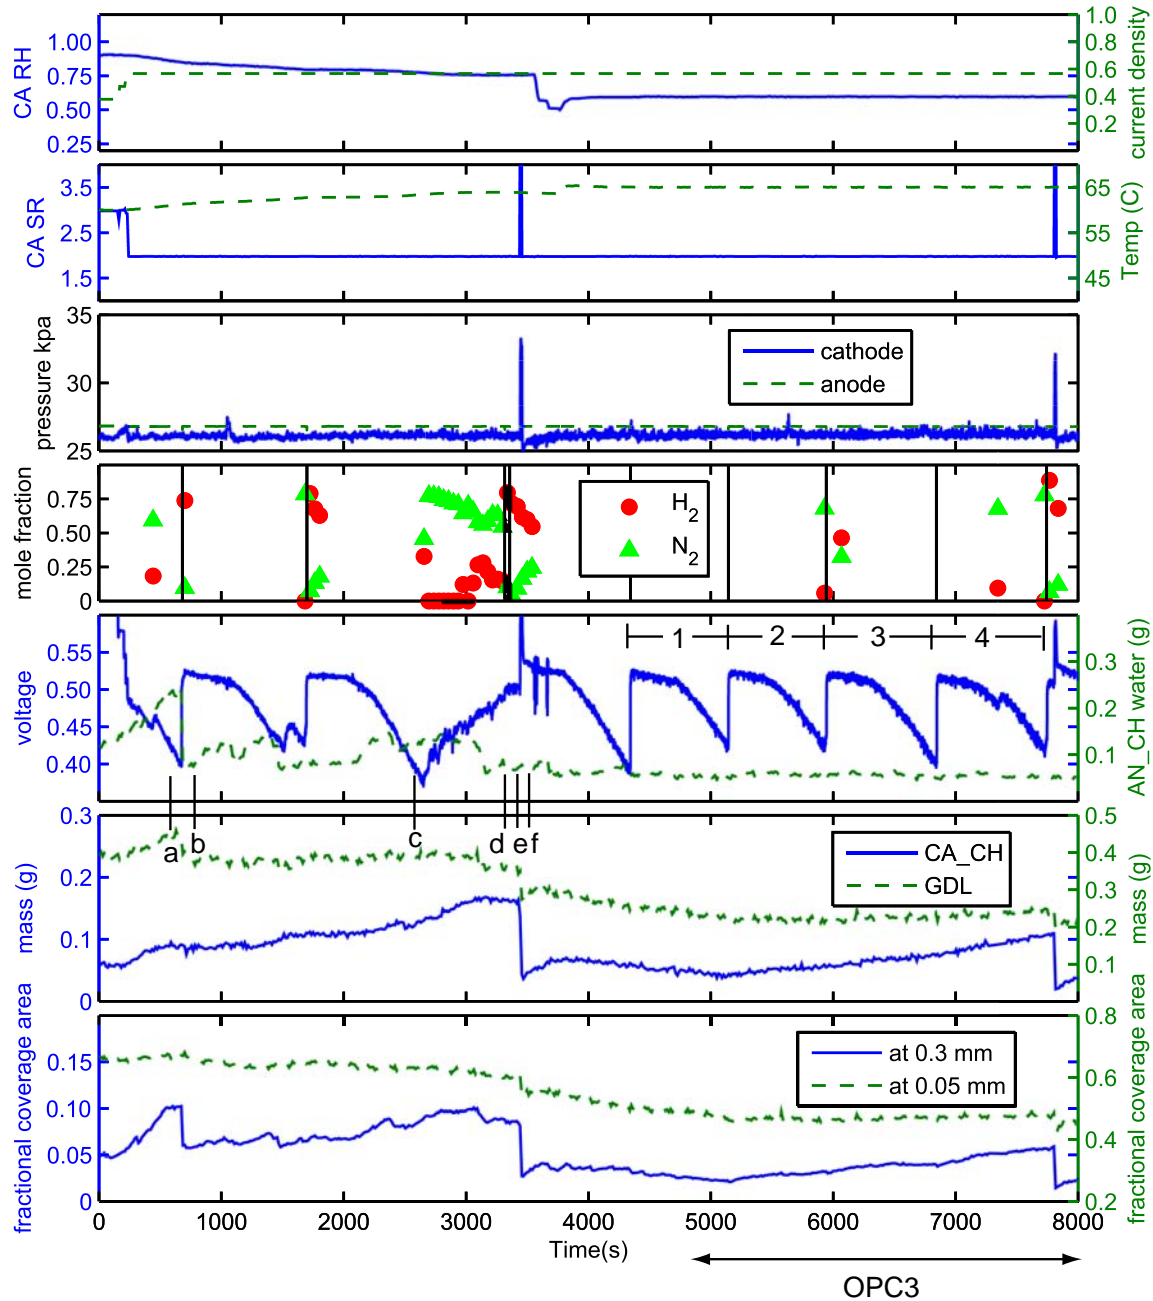 CA RH
1.00
0.75
0.50
0.25
1.0
0.8
0.6
0.4
0.2
current density
CA SR
3.5
2.5
1.5
65
55
45
Temp (C)
pressure kpa
35
30
25
cathode
anode
mole fraction
0.75
0.50
0.25
0
H2
N2
voltage
0.55
0.50
0.45
0.40
1 2 3 4
0.3
0.2
0.1
AN_CH water (g)
a b c d e f
mass (g)
0.3
0.2
0.1
0
CA_CH
GDL
0.5
0.4
0.3
0.2
0.1
mass (g)
fractional coverage area
0.15
0.10
0.05
0
at 0.3 mm
at 0.05 mm
0.8
0.6
0.4
0.2
fractional coverage area
0 1000 2000 3000 4000 5000 6000 7000 8000
Time(s)
OPC3